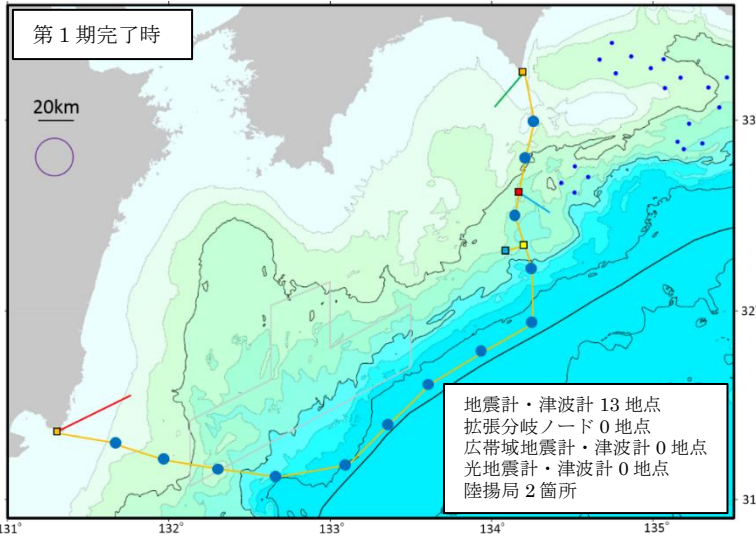 第１期完了時
20km
33
32
地震計・津波計 13 地点
拡張分岐ノード 0 地点
広帯域地震計・津波計 0 地点
光地震計・津波計 0 地点
陸揚局 2 箇所
31
131°
132°
133°
134°
135°